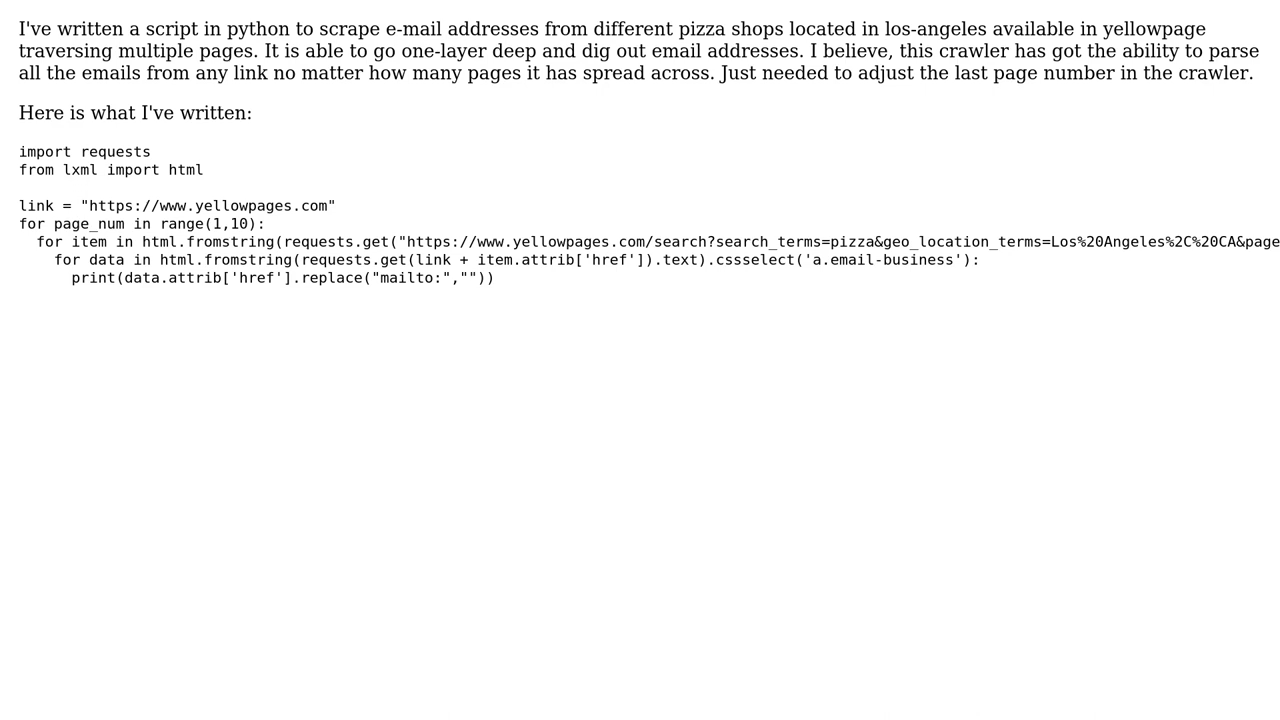 I've written a script in python to scrape e-mail addresses from different pizza shops located in los-angeles available in yellowpage
traversing multiple pages. It is able to go one-layer deep and dig out email addresses. I believe, this crawler has got the ability to parse
all the emails from any link no matter how many pages it has spread across. Just needed to adjust the last page number in the crawler.
Here is what I've written:
import requests
from lxml import html
link = "https://www.yellowpages.com"
for page_num in range(1,10):
for item in html.fromstring(requests.get("https://www.yellowpages.com/search?search_terms=pizza&geo_location_terms=Los%20Angeles%2C%20CA&page
for data in html.fromstring(requests.get(link + item.attrib['href']).text).cssselect('a.email-business'):
print(data.attrib['href'].replace("mailto:",""))